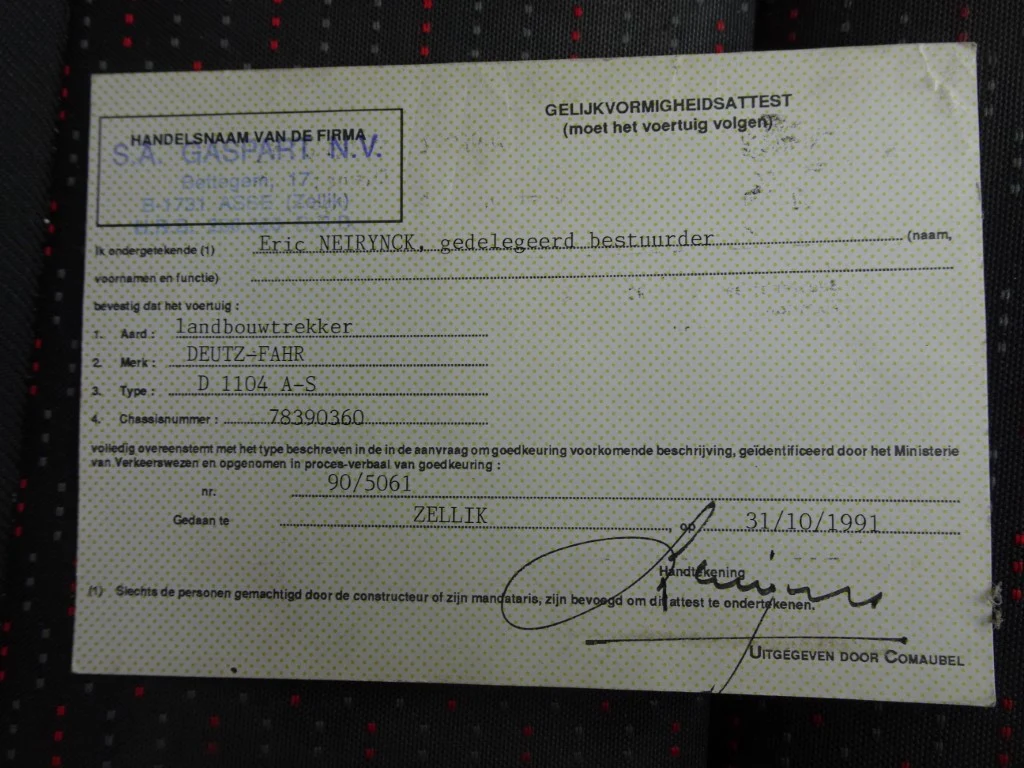 GELIJKVORMIGHEIDSATTEST
(moet het voertuig volgen)
HANDELSNAAM VAN DE FIRMA
S.A. GASPART N.V.
Bettegem, 17
B-1731 ASSE (Zellik)
Ik ondergetekende (1) Eric NEIRYNCK, gedelegeerd bestuurder (naam,
voornamen en functie)
bevestig dat het voertuig :
1. Aard : landbouwtrekker
2. Merk : DEUTZ-FAHR
3. Type : D 1104 A-S
4. Chassisnummer : 78390360
volledig overeenstemt met het type beschreven in de in de aanvraag om goedkeuring voorkomende beschrijving, geïdentificeerd door het Ministerie
van Verkeerswezen en opgenomen in proces-verbaal van goedkeuring :
nr. 90/5061
Gedaan te ZELLIK, op 31/10/1991
Handtekening
(1) Slechts de personen gemachtigd door de constructeur of zijn mandataris, zijn bevoegd om dit attest te ondertekenen.
UITGEGEVEN DOOR COMAUBEL